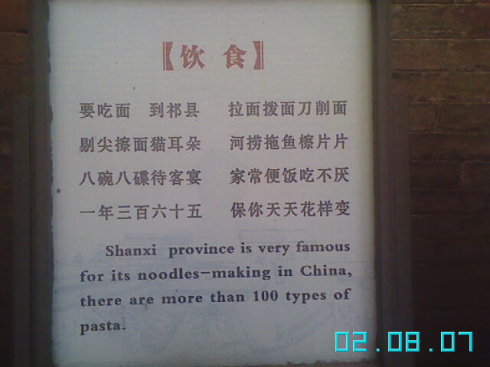 【饮 食】
要吃面 到祁县 拉面拨面刀削面
剔尖擦面猫耳朵 河捞拖鱼檫片片
八碗八碟待客宴 家常便饭吃不厌
一年三百六十五 保你天天花样变
Shanxi province is very famous
for its noodles-making in China,
there are more than 100 types of
pasta.
02.08.07